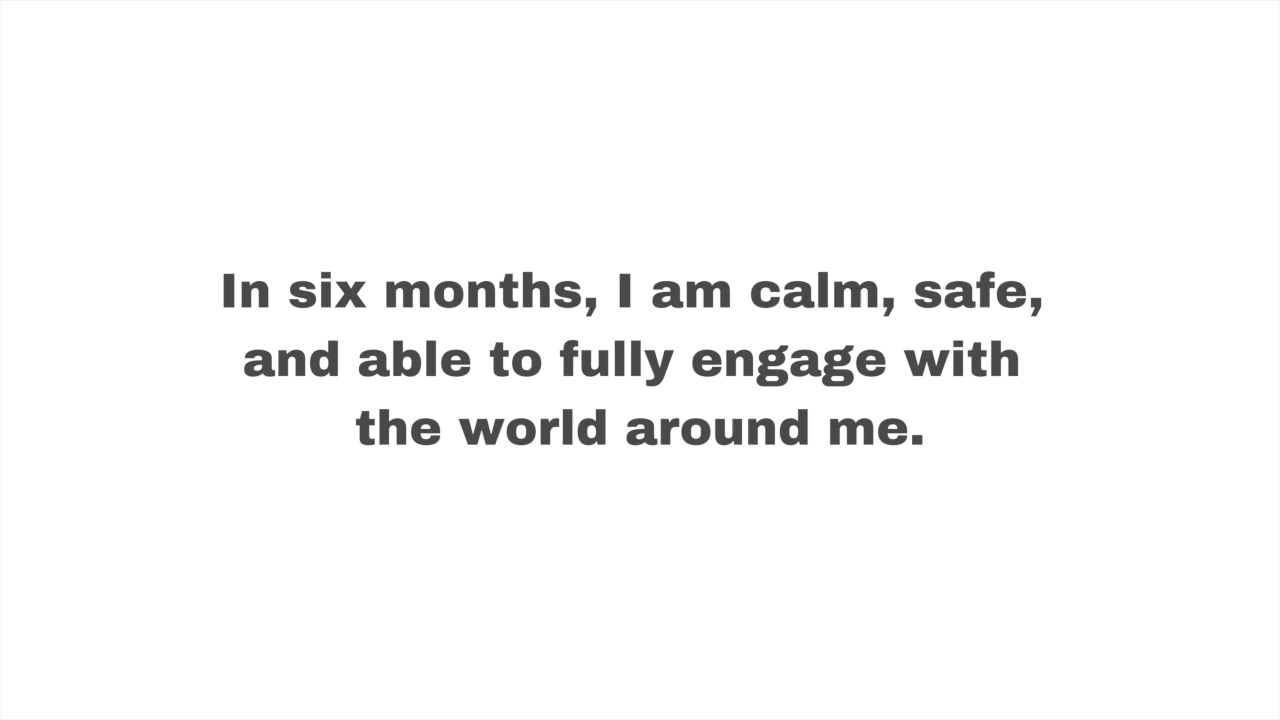 In six months, I am calm, safe,
and able to fully engage with
the world around me.